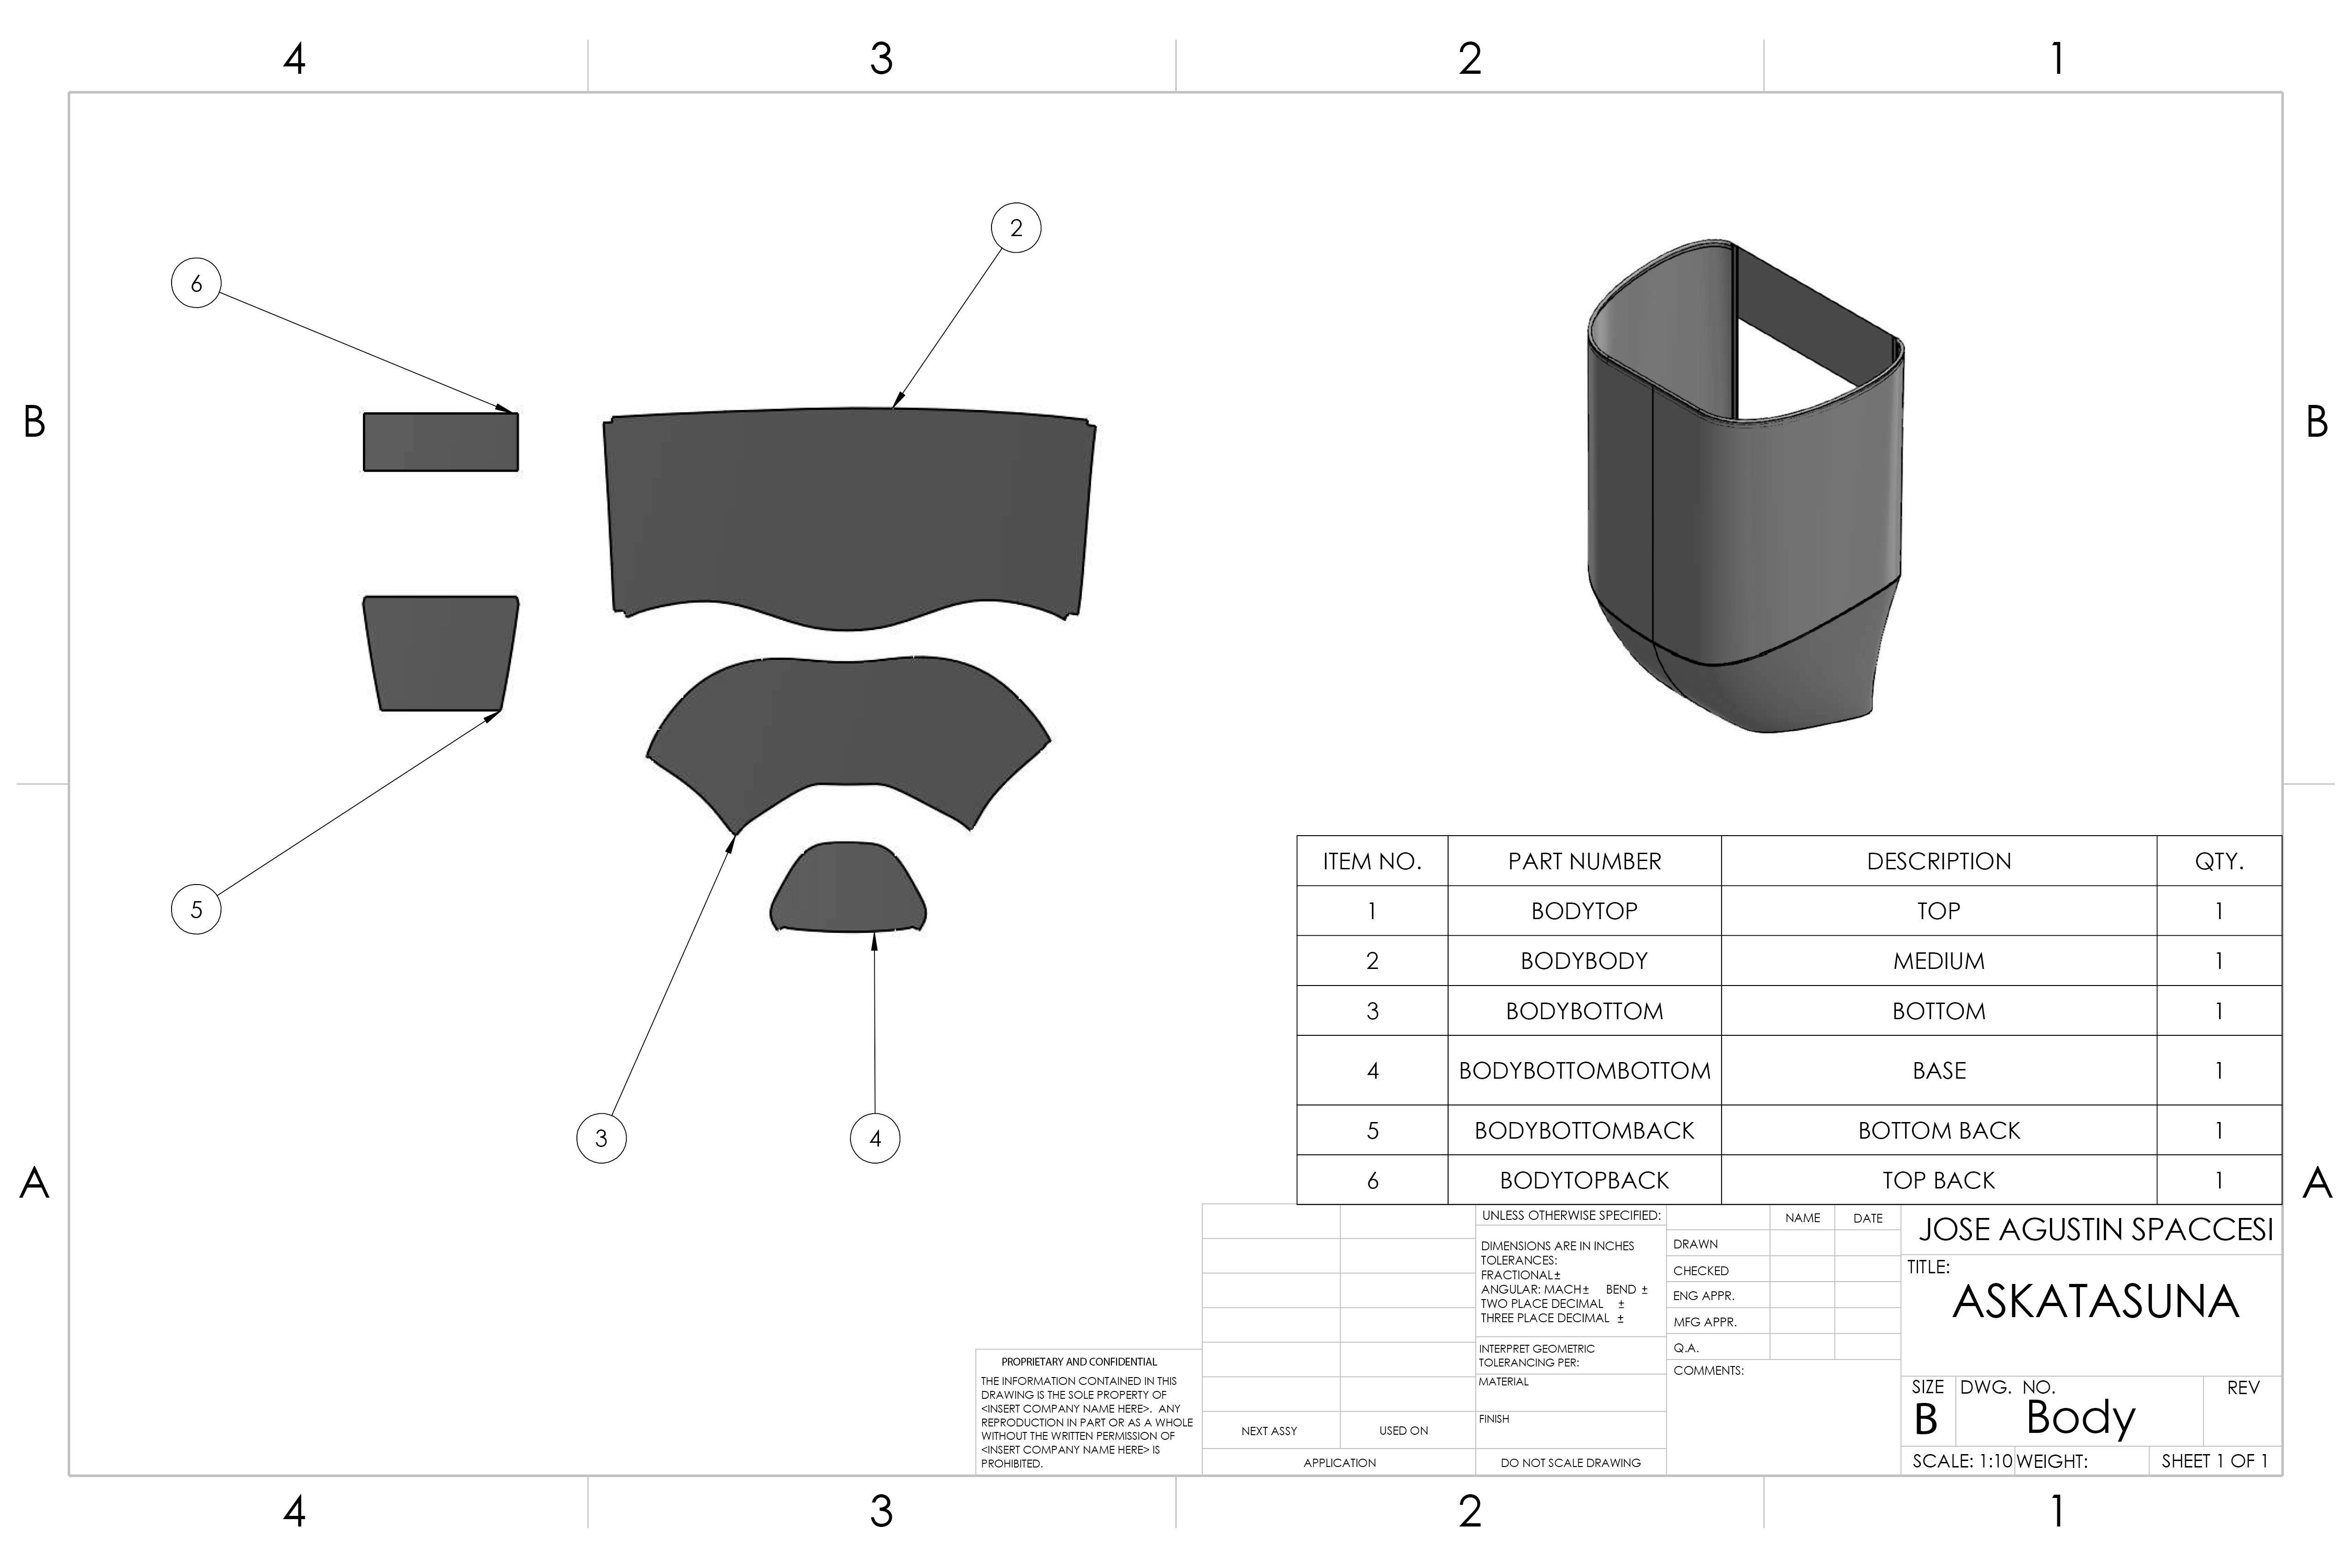 4 3 2 1
2
6
B B
5
3 4
A A
ITEM NO. PART NUMBER DESCRIPTION QTY.
1 BODYTOP TOP 1
2 BODYBODY MEDIUM 1
3 BODYBOTTOM BOTTOM 1
4 BODYBOTTOMBOTTOM BASE 1
5 BODYBOTTOMBACK BOTTOM BACK 1
6 BODYTOPBACK TOP BACK 1
PROPRIETARY AND CONFIDENTIAL
THE INFORMATION CONTAINED IN THIS
DRAWING IS THE SOLE PROPERTY OF
<INSERT COMPANY NAME HERE>. ANY
REPRODUCTION IN PART OR AS A WHOLE
WITHOUT THE WRITTEN PERMISSION OF
<INSERT COMPANY NAME HERE> IS
PROHIBITED.
NEXT ASSY USED ON
APPLICATION
UNLESS OTHERWISE SPECIFIED:
DIMENSIONS ARE IN INCHES
TOLERANCES:
FRACTIONAL±
ANGULAR: MACH± BEND ±
TWO PLACE DECIMAL ±
THREE PLACE DECIMAL ±
INTERPRET GEOMETRIC
TOLERANCING PER:
MATERIAL
FINISH
DO NOT SCALE DRAWING
NAME DATE
DRAWN
CHECKED
ENG APPR.
MFG APPR.
Q.A.
COMMENTS:
JOSE AGUSTIN SPACCESI
TITLE:
ASKATASUNA
SIZE DWG. NO. REV
B Body
SCALE: 1:10 WEIGHT: SHEET 1 OF 1
4 3 2 1